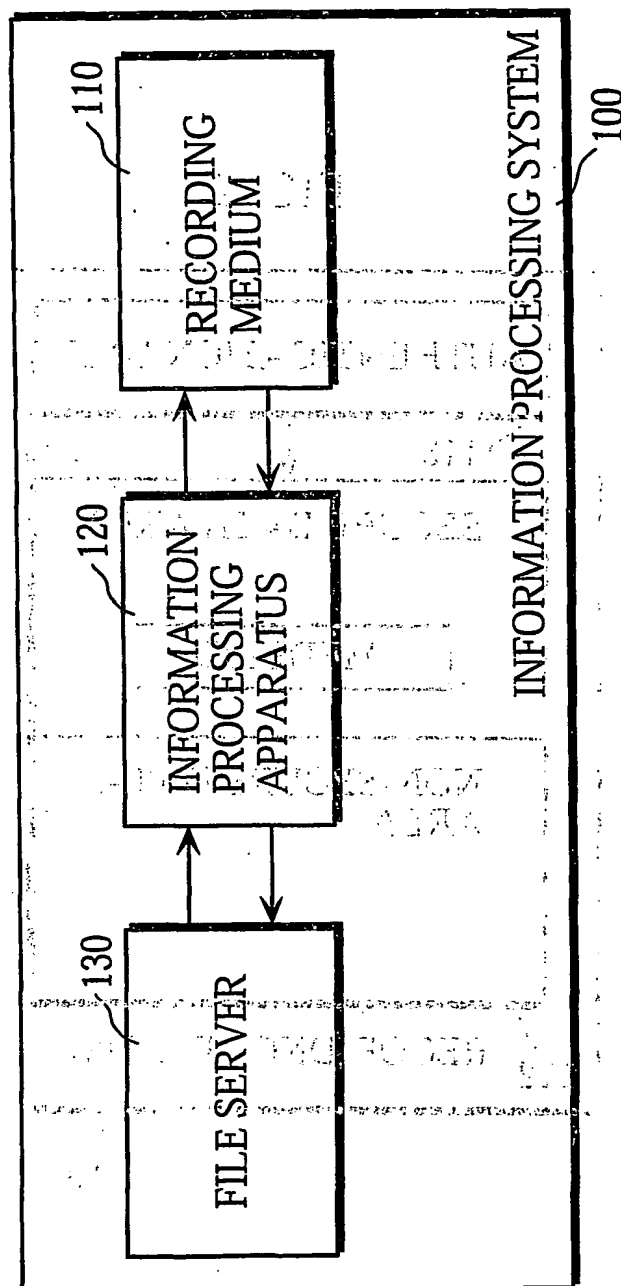 130
FILE SERVER
120
INFORMATION
PROCESSING
APPARATUS
110
RECORDING
MEDIUM
INFORMATION PROCESSING SYSTEM
100